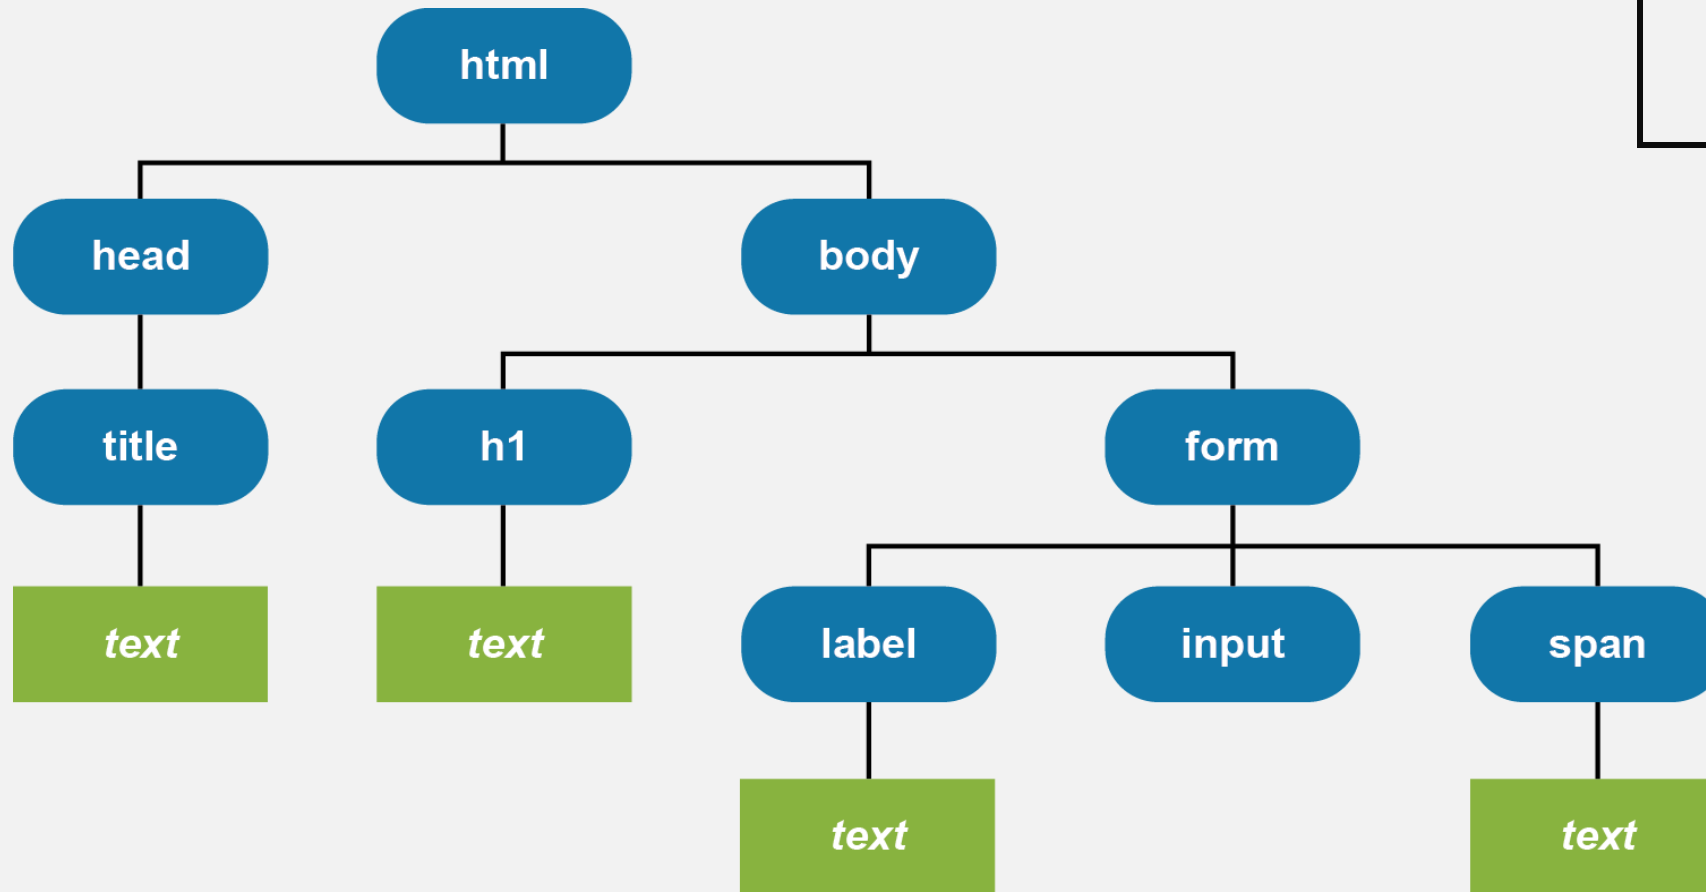 html
head
body
title
h1
form
text
text
label
input
span
text
text